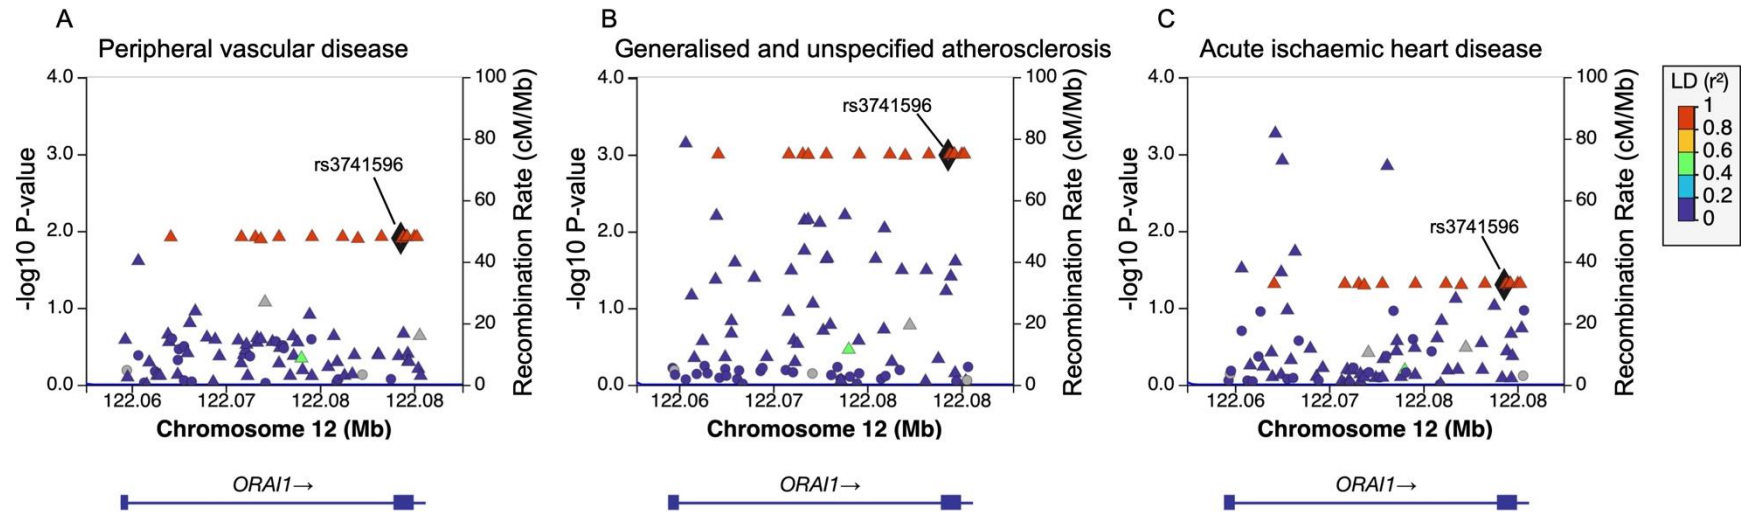 A
Peripheral vascular disease
4.0
3.0
2.0
1.0
0.0
-log10 P-value
100
80
60
40
20
0
Recombination Rate (cM/Mb)
rs3741596
122.06
122.07
122.08
122.08
Chromosome 12 (Mb)
ORAI1→
B
Generalised and unspecified atherosclerosis
4.0
3.0
2.0
1.0
0.0
-log10 P-value
100
80
60
40
20
0
Recombination Rate (cM/Mb)
rs3741596
122.06
122.07
122.08
122.08
Chromosome 12 (Mb)
ORAI1→
C
Acute ischaemic heart disease
4.0
3.0
2.0
1.0
0.0
-log10 P-value
100
80
60
40
20
0
Recombination Rate (cM/Mb)
rs3741596
122.06
122.07
122.08
122.08
Chromosome 12 (Mb)
ORAI1→
LD (r²)
1
0.8
0.6
0.4
0.2
0